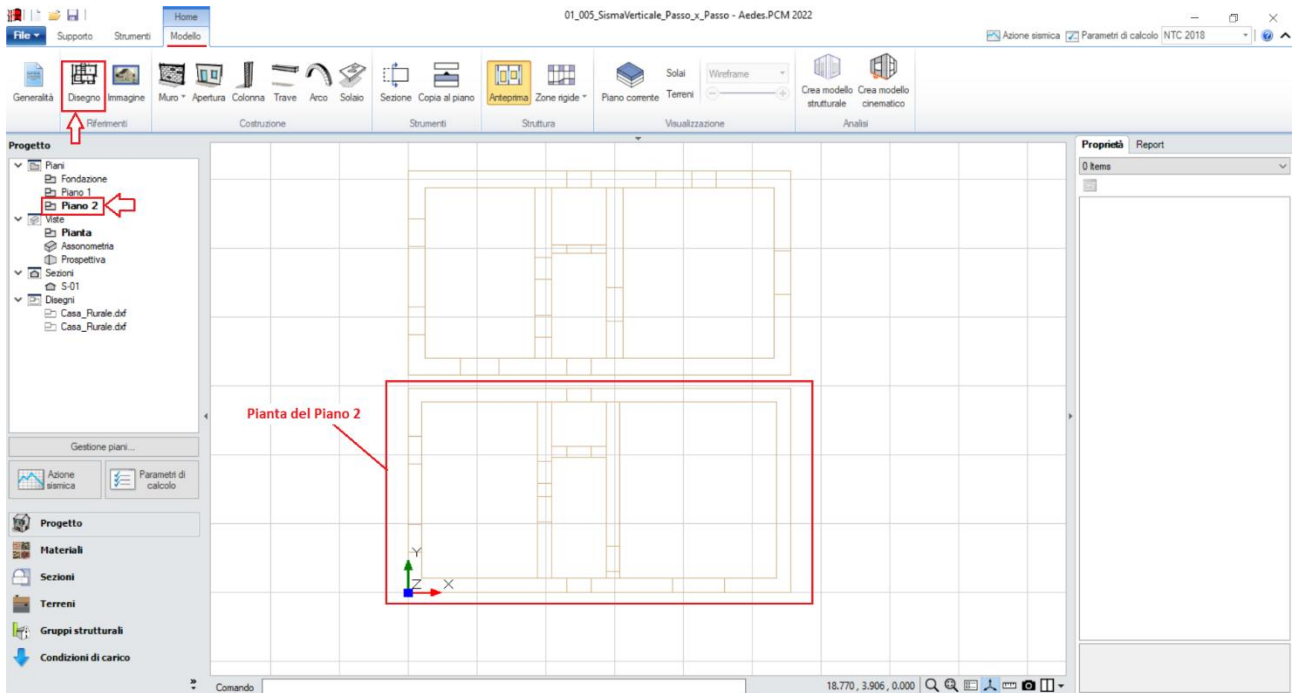 Home
01_005_SismaVerticale_Passo_x_Passo - Aedes.PCM 2022
File Supporto Strumenti Modello
Azione sismica Parametri di calcolo NTC 2018
Generalità Disegno Immagine Muro Apertura Colonna Trave Arco Solaio Sezione Copia al piano Anteprima Zone rigide Piano corrente
Solai Wireframe
Terreni
Crea modello strutturale
Crea modello cinematico
Riferimenti Costruzione Strumenti Struttura Visualizzazione Analisi
Progetto
Piani
Fondazione
Piano 1
Piano 2
Viste
Pianta
Assonometria
Prospettiva
Sezioni
S-01
Disegni
Casa_Rurale.dxf
Casa_Rurale.dxf
Gestione piani...
Azione sismica
Parametri di calcolo
Progetto
Materiali
Sezioni
Terreni
Gruppi strutturali
Condizioni di carico
Pianta del Piano 2
Y
Z X
Proprietà Report
0 Items
Comando
18.770 , 3.906 , 0.000